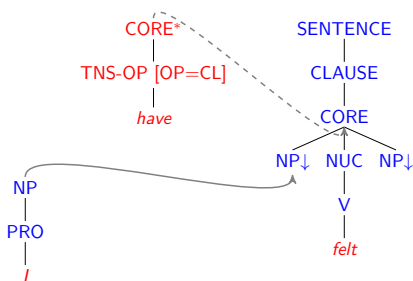 CORE* SENTENCE
TNS-OP [OP=CL] CLAUSE
have CORE
NP↓ NUC NP↓
NP V
PRO felt
I